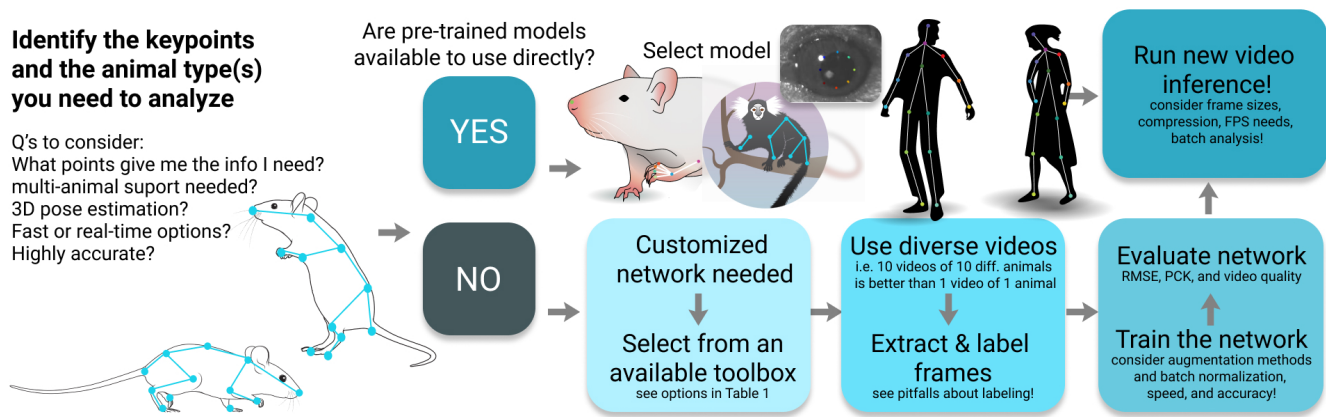 Identify the keypoints
and the animal type(s)
you need to analyze
Q's to consider:
What points give me the info I need?
multi-animal suport needed?
3D pose estimation?
Fast or real-time options?
Highly accurate?
Are pre-trained models
available to use directly?
YES
NO
Select model
Customized
network needed
Select from an
available toolbox
see options in Table 1
Use diverse videos
i.e. 10 videos of 10 diff. animals
is better than 1 video of 1 animal
Extract & label
frames
see pitfalls about labeling!
Evaluate network
RMSE, PCK, and video quality
Train the network
consider augmentation methods
and batch normalization,
speed, and accuracy!
Run new video
inference!
consider frame sizes,
compression, FPS needs,
batch analysis!